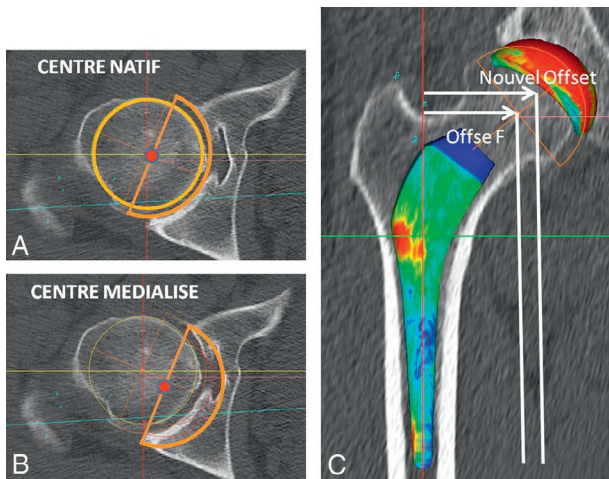 CENTRE NATIF
A
CENTRE MEDIALISE
B
Nouvel Offset
Offse F
C